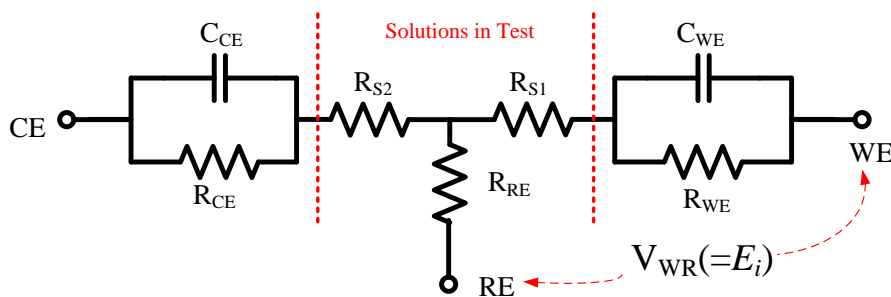 Solutions in Test
C_CE
C_WE
R_S2
R_S1
CE
WE
R_CE
R_RE
R_WE
V_WR(=E_i)
RE